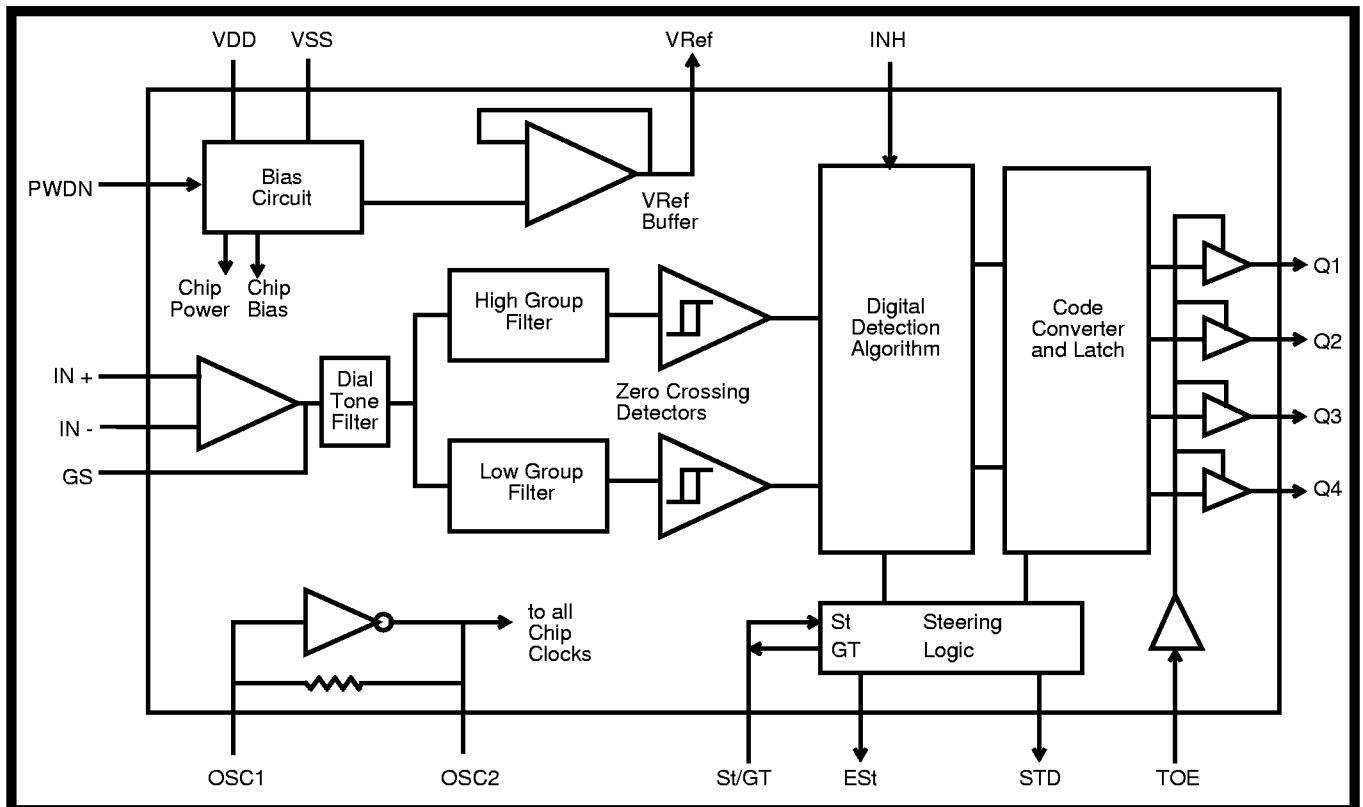 VDD VSS VRef INH
PWDN
Bias
Circuit
VRef
Buffer
Chip
Power
Chip
Bias
High Group
Filter
Digital
Detection
Algorithm
Code
Converter
and Latch
Q1
Q2
Q3
Q4
IN +
IN -
GS
Dial
Tone
Filter
Zero Crossing
Detectors
Low Group
Filter
to all
Chip
Clocks
St Steering
GT Logic
OSC1 OSC2 St/GT ESt STD TOE